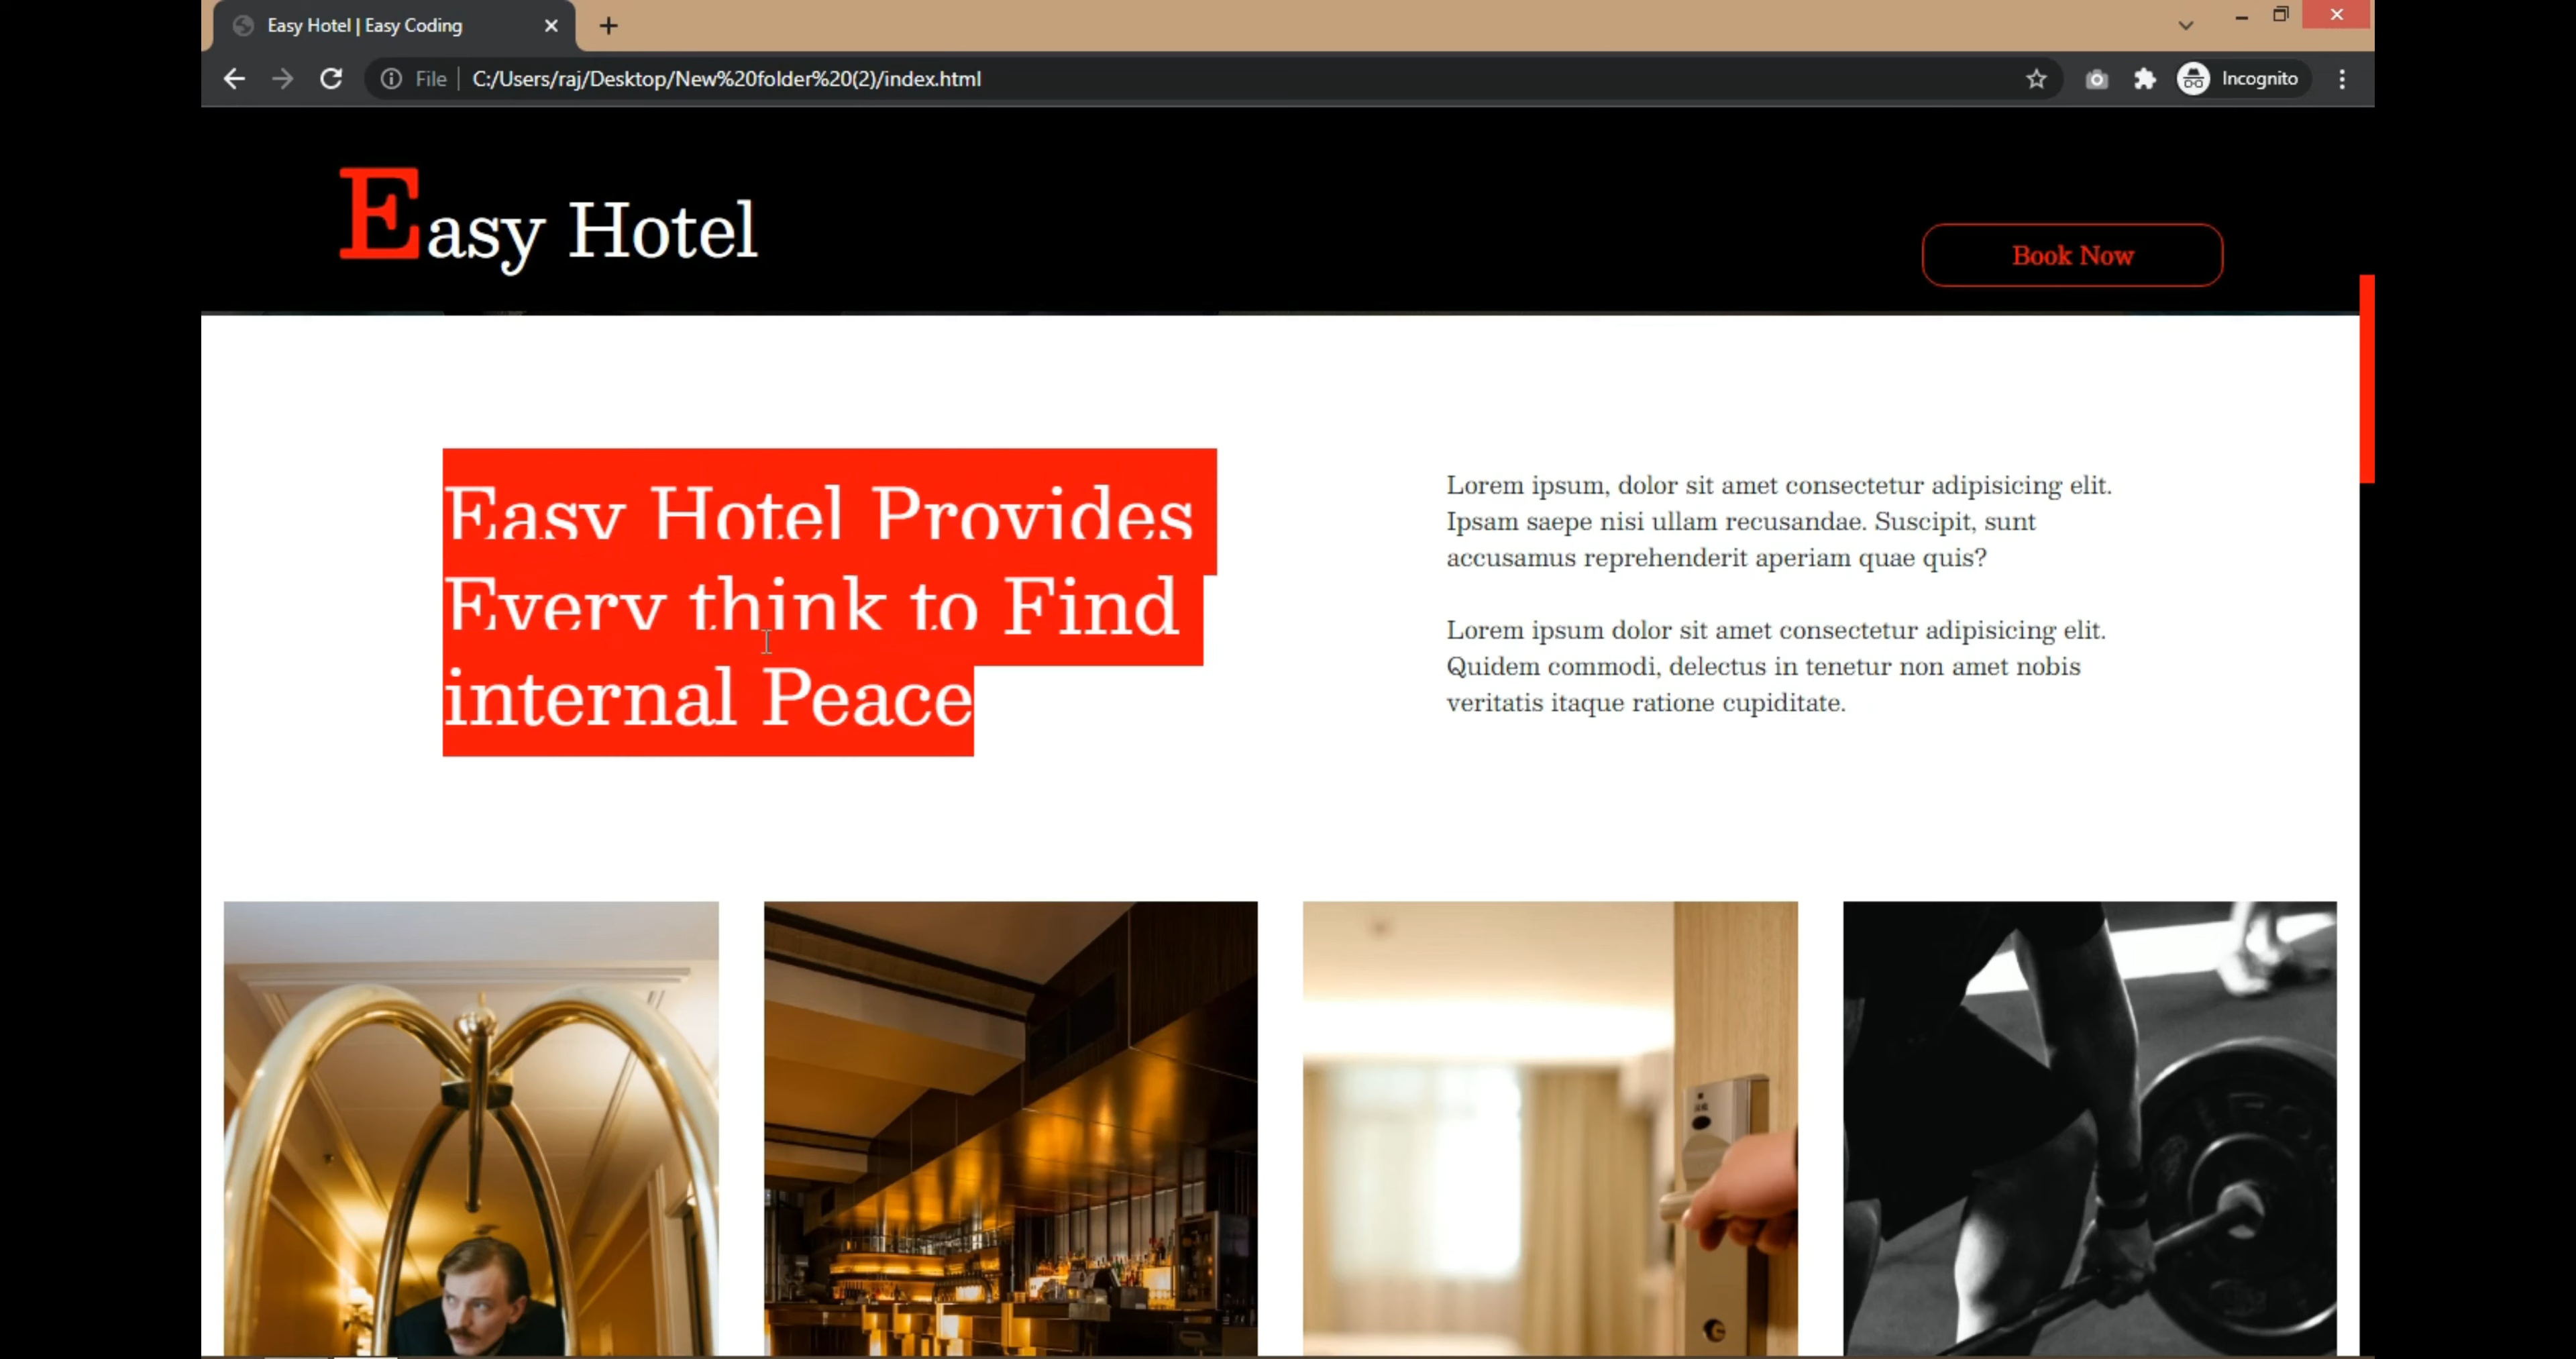 Easy Hotel | Easy Coding
File
C:/Users/raj/Desktop/New%20folder%20(2)/index.html
Incognito
Easy Hotel
Book Now
Easy Hotel Provides
Every think to Find
internal Peace
Lorem ipsum, dolor sit amet consectetur adipisicing elit.
Ipsam saepe nisi ullam recusandae. Suscipit, sunt
accusamus reprehenderit aperiam quae quis?
Lorem ipsum dolor sit amet consectetur adipisicing elit.
Quidem commodi, delectus in tenetur non amet nobis
veritatis itaque ratione cupiditate.